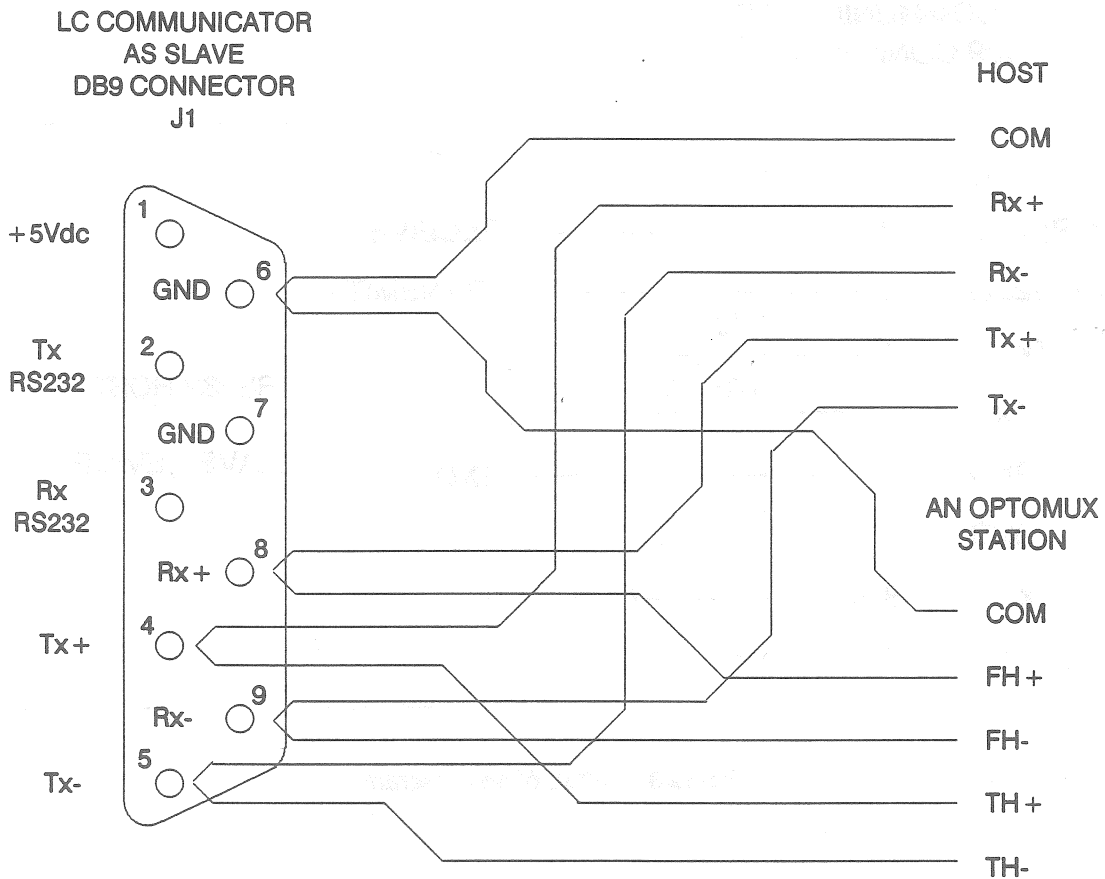 LC COMMUNICATOR
AS SLAVE
DB9 CONNECTOR
J1
HOST
COM
Rx+
Rx-
Tx+
Tx-
1
+5Vdc
6
GND
2
Tx
RS232
7
GND
3
Rx
RS232
8
Rx+
4
Tx+
9
Rx-
5
Tx-
AN OPTOMUX
STATION
COM
FH+
FH-
TH+
TH-